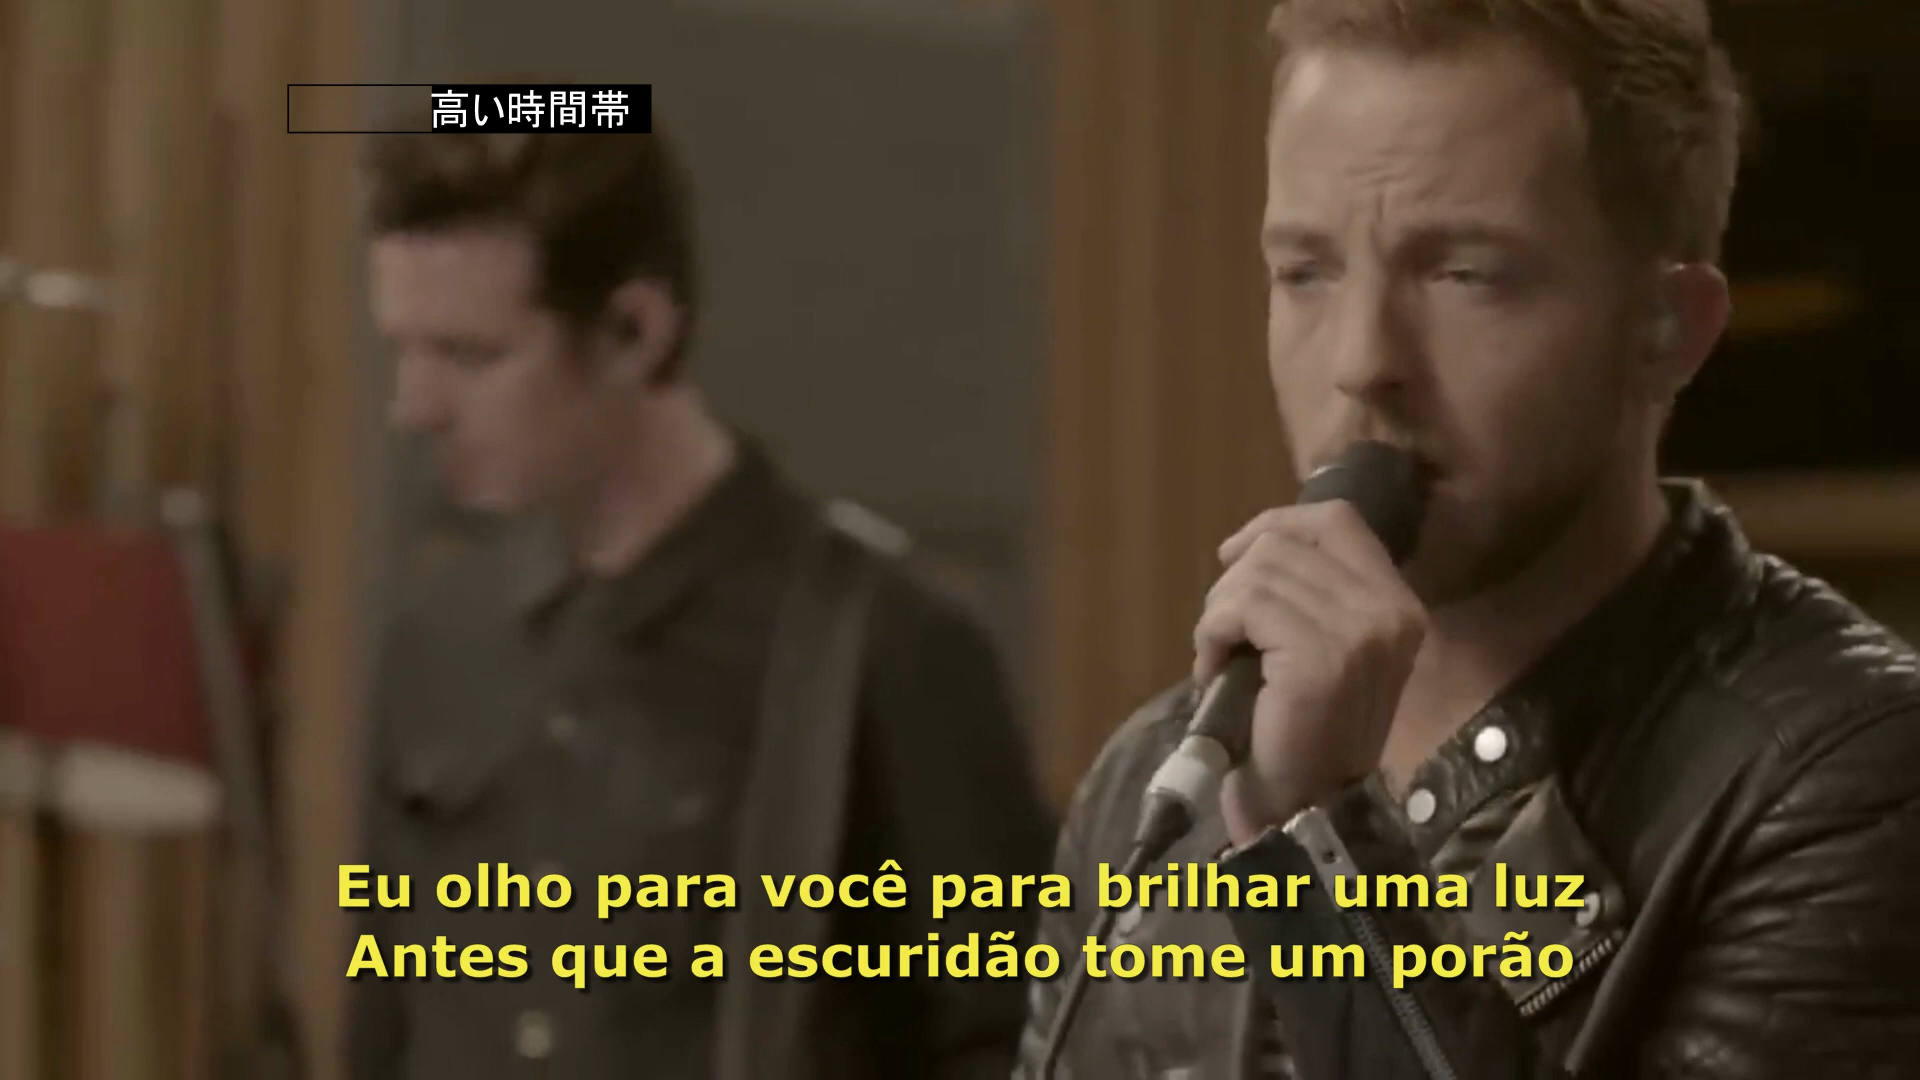 高い時間帯
Eu olho para você para brilhar uma luz
Antes que a escuridão tome um porão